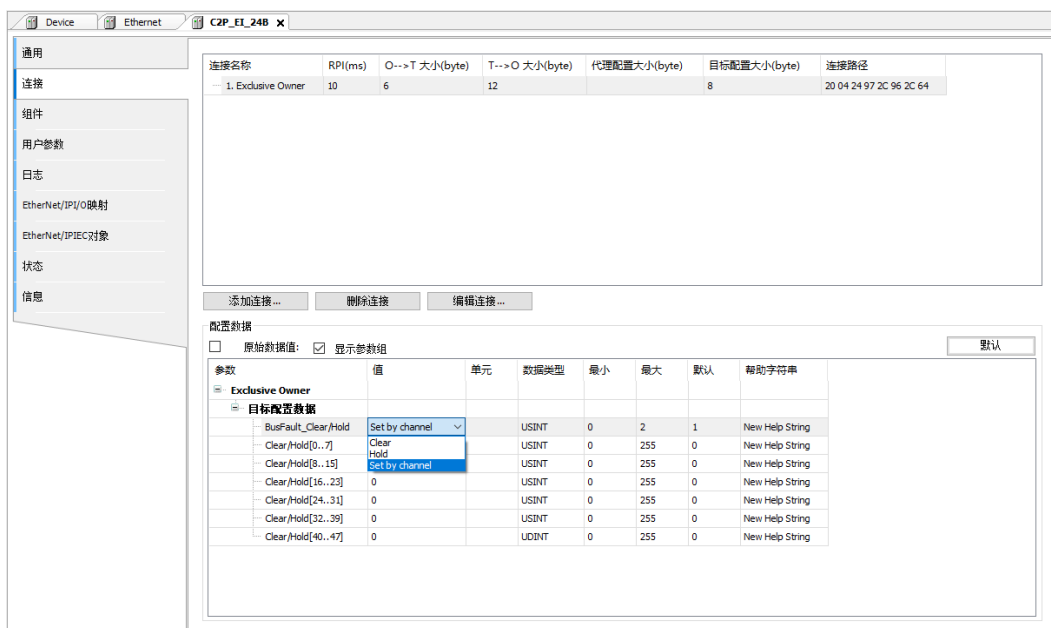 Device Ethernet C2P_EI_24B X
通用
连接
组件
用户参数
日志
EtherNet/IPI/O映射
EtherNet/IPIEC对象
状态
信息
连接名称 RPI(ms) O-->T 大小(byte) T-->O 大小(byte) 代理配置大小(byte) 目标配置大小(byte) 连接路径
1. Exclusive Owner 10 6 12 8 20 04 24 97 2C 96 2C 64
添加连接... 删除连接 编辑连接...
配置数据
原始数据值: 显示参数组 默认
参数 值 单元 数据类型 最小 最大 默认 帮助字符串
Exclusive Owner
目标配置数据
BusFault_Clear/Hold Set by channel USINT 0 2 1 New Help String
Clear/Hold[0..7] Clear USINT 0 255 0 New Help String
Hold
Clear/Hold[8..15] Set by channel USINT 0 255 0 New Help String
Clear/Hold[16..23] 0 USINT 0 255 0 New Help String
Clear/Hold[24..31] 0 USINT 0 255 0 New Help String
Clear/Hold[32..39] 0 USINT 0 255 0 New Help String
Clear/Hold[40..47] 0 UDINT 0 255 0 New Help String